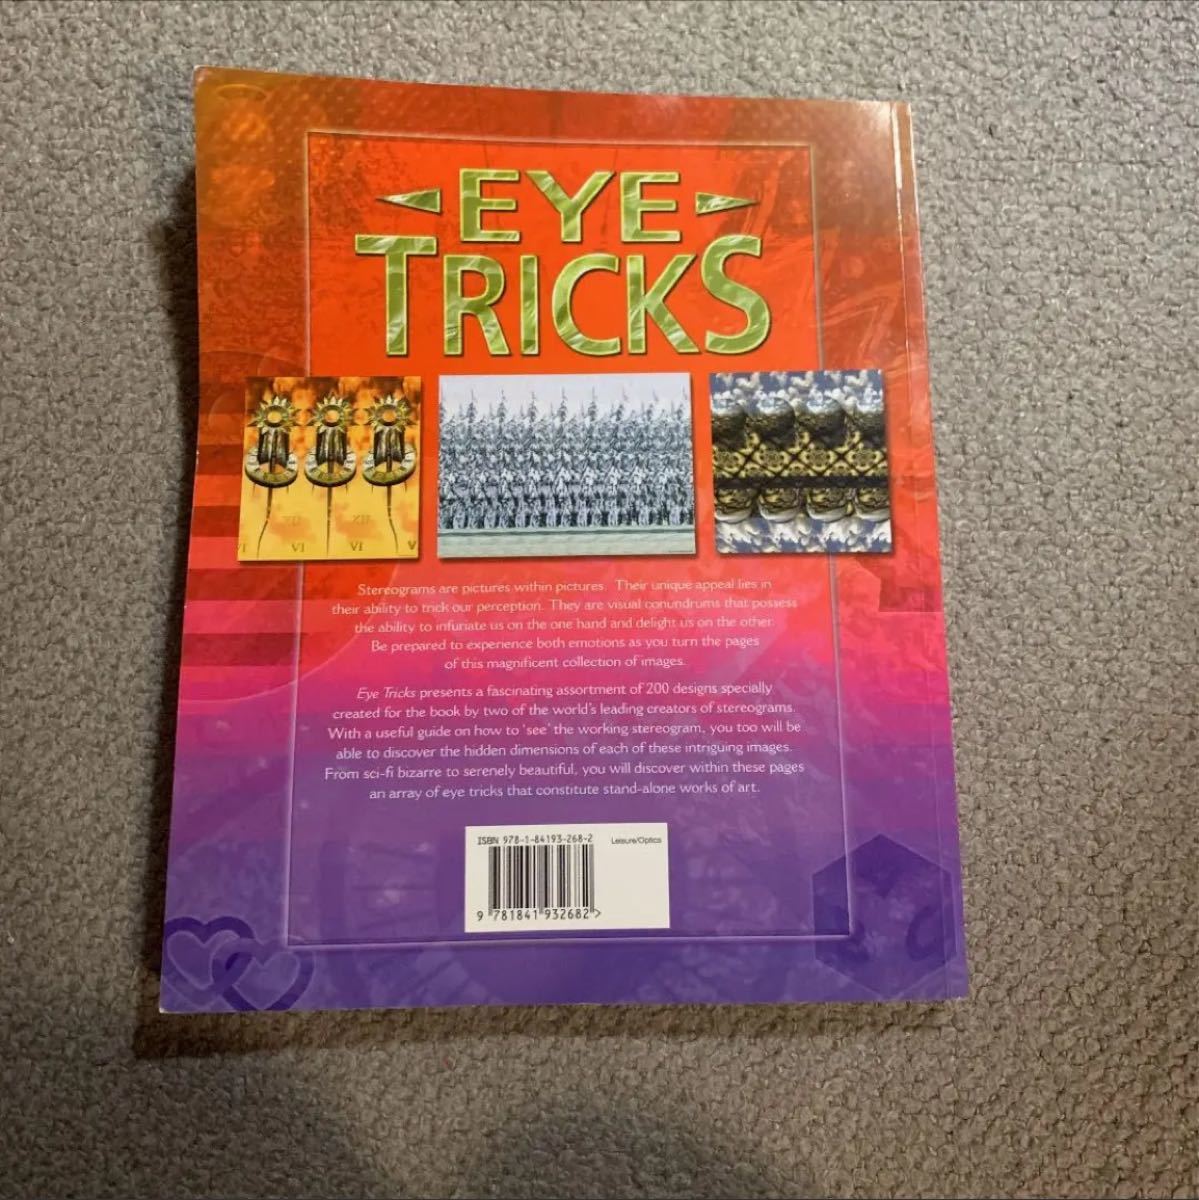 EYE
TRICKS
XII XII
VI VI VI V
Stereograms are pictures within pictures. Their unique appeal lies in
their ability to trick our perception. They are visual conundrums that possess
the ability to infuriate us on the one hand and delight us on the other.
Be prepared to experience both emotions as you turn the pages
of this magnificent collection of images.
Eye Tricks presents a fascinating assortment of 200 designs specially
created for the book by two of the world's leading creators of stereograms.
With a useful guide on how to 'see' the working stereogram, you too will be
able to discover the hidden dimensions of each of these intriguing images.
From sci-fi bizarre to serenely beautiful, you will discover within these pages
an array of eye tricks that constitute stand-alone works of art.
ISBN 978-1-84193-268-2 Leisure/Optics
9 781841 932682 >